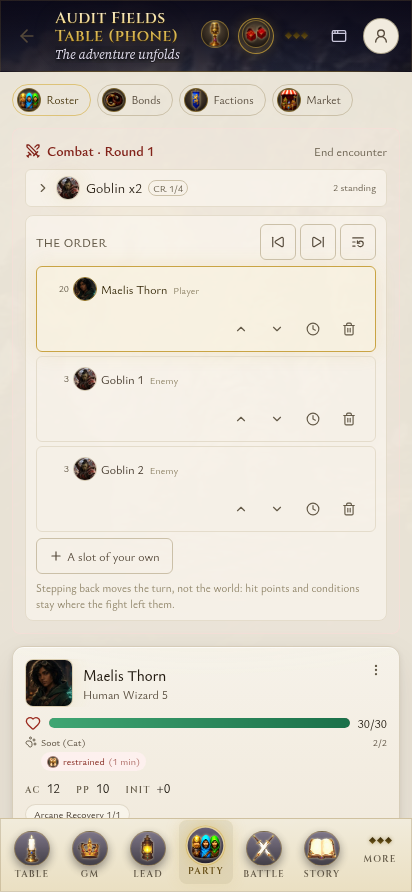 Audit Fields
Table (Phone)
The adventure unfolds
Roster
Bonds
Factions
Market
Combat · Round 1
End encounter
Goblin x2
CR 1/4
2 standing
THE ORDER
20
Maelis Thorn
Player
3
Goblin 1
Enemy
3
Goblin 2
Enemy
A slot of your own
Stepping back moves the turn, not the world: hit points and conditions
stay where the fight left them.
Maelis Thorn
Human Wizard 5
30/30
Soot (Cat)
2/2
restrained (1 min)
AC 12 PP 10 INIT +0
Arcane Recovery 1/1
TABLE
GM
LEAD
PARTY
BATTLE
STORY
MORE